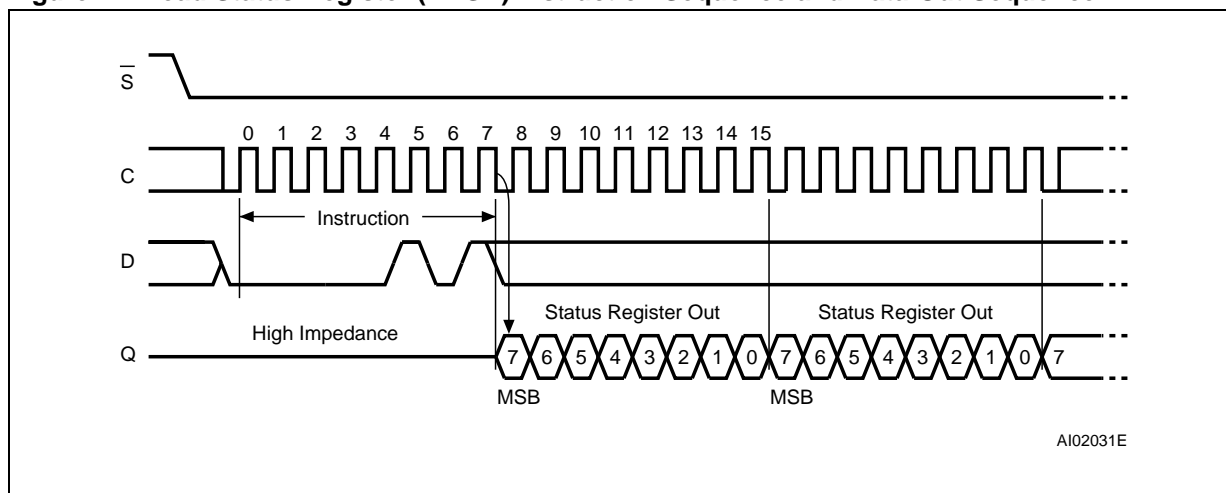 S
0 1 2 3 4 5 6 7 8 9 10 11 12 13 14 15
C
Instruction
D
Status Register Out Status Register Out
High Impedance
Q 7 6 5 4 3 2 1 0 7 6 5 4 3 2 1 0 7
MSB MSB
AI02031E